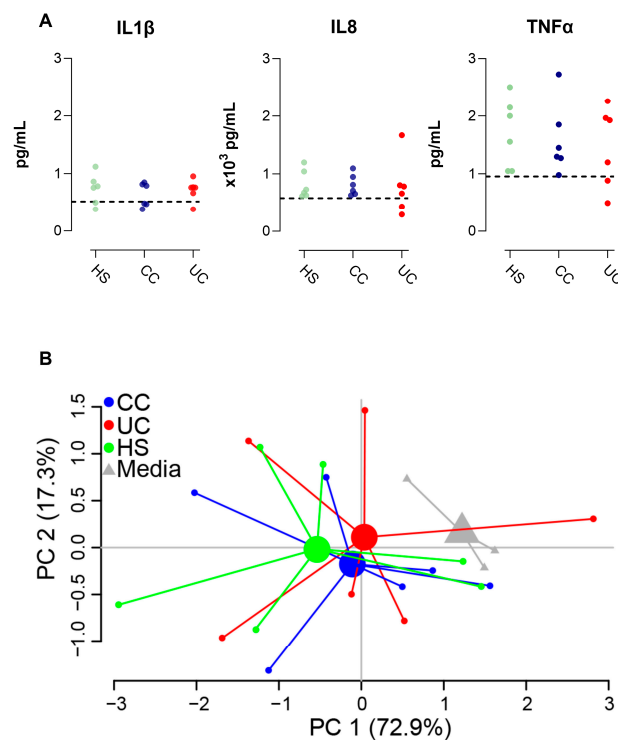 A
IL1β
IL8
TNFα
pg/mL
3
2
1
0
HS
CC
UC
x10³ pg/mL
3
2
1
0
HS
CC
UC
pg/mL
3
2
1
0
HS
CC
UC
B
CC
UC
HS
Media
PC 2 (17.3%)
1.5
1.0
0.5
0.0
−0.5
−1.0
−3
−2
−1
0
1
2
3
PC 1 (72.9%)